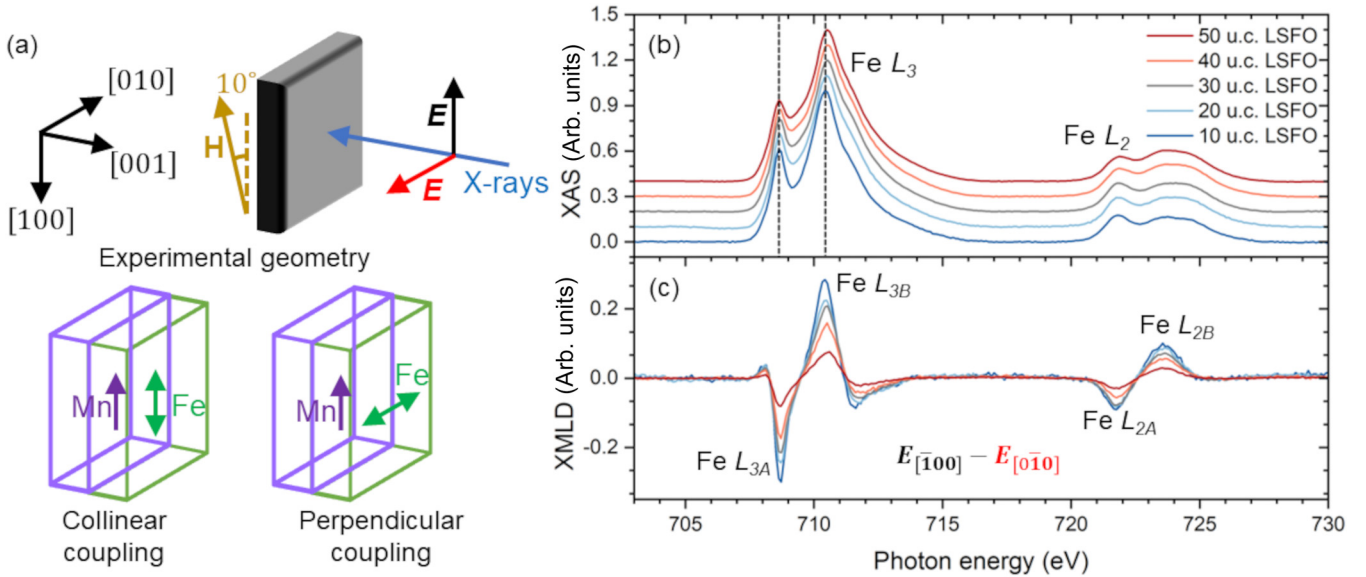 (a)
[010]
[001]
[100]
10°
H
E
E
X-rays
Experimental geometry
Mn
Fe
Mn
Fe
Collinear
coupling
Perpendicular
coupling
(b)
XAS (Arb. units)
1.5
1.2
0.9
0.6
0.3
0.0
Fe L₃
Fe L₂
50 u.c. LSFO
40 u.c. LSFO
30 u.c. LSFO
20 u.c. LSFO
10 u.c. LSFO
(c)
XMLD (Arb. units)
0.2
0.0
-0.2
Fe L₃B
Fe L₂B
Fe L₃A
Fe L₂A
E[1̅00] − E[01̅0]
705 710 715 720 725 730
Photon energy (eV)